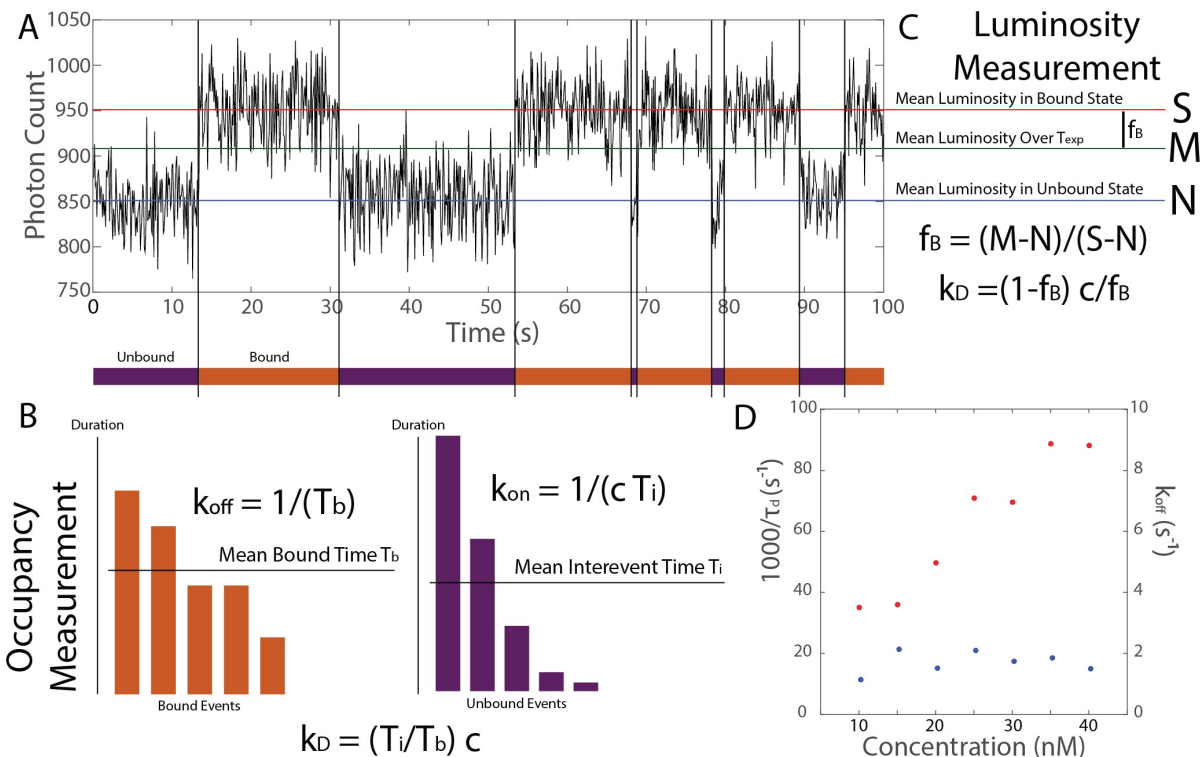 A
1050
1000
950
900
850
800
750
Photon Count
0
10
20
30
40
50
60
70
80
90
100
Time (s)
Unbound
Bound
C
Luminosity
Measurement
Mean Luminosity in Bound State
S
fB
Mean Luminosity Over Texp
M
Mean Luminosity in Unbound State
N
fB = (M-N)/(S-N)
kD =(1-fB) c/fB
B
Occupancy
Measurement
Duration
koff = 1/(Tb)
Mean Bound Time Tb
Bound Events
Duration
kon = 1/(c Ti)
Mean Interevent Time Ti
Unbound Events
kD = (Ti/Tb) c
D
100
80
60
40
20
0
1000/τd (s-1)
10
8
6
4
2
0
koff (s-1)
10
20
30
40
Concentration (nM)